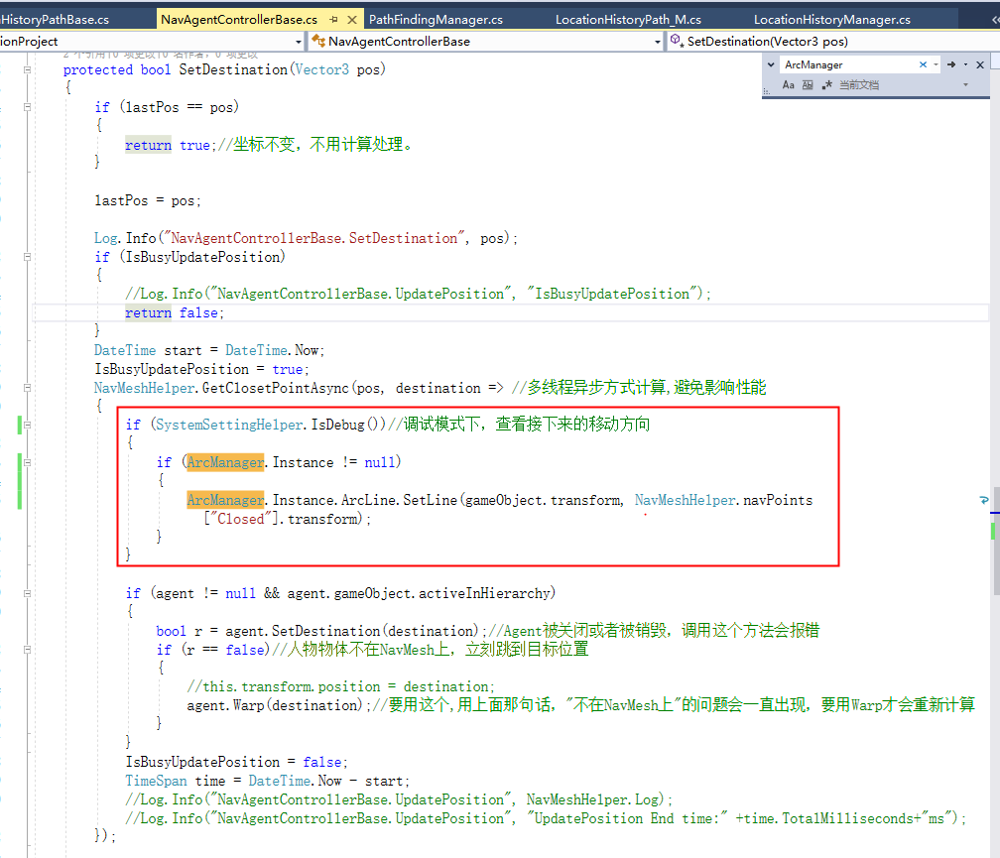 HistoryPathBase.cs NavAgentControllerBase.cs PathFindingManager.cs LocationHistoryPath_M.cs LocationHistoryManager.cs
ionProject NavAgentControllerBase SetDestination(Vector3 pos)
ArcManager
Aa 当前文档
2 个引用|0 项更改|0 名作者，0 项更改
protected bool SetDestination(Vector3 pos)
{
if (lastPos == pos)
{
return true;//坐标不变，不用计算处理。
}
lastPos = pos;
Log.Info("NavAgentControllerBase.SetDestination", pos);
if (IsBusyUpdatePosition)
{
//Log.Info("NavAgentControllerBase.UpdatePosition", "IsBusyUpdatePosition");
return false;
}
DateTime start = DateTime.Now;
IsBusyUpdatePosition = true;
NavMeshHelper.GetClosetPointAsync(pos, destination => //多线程异步方式计算,避免影响性能
{
if (SystemSettingHelper.IsDebug())//调试模式下，查看接下来的移动方向
{
if (ArcManager.Instance != null)
{
ArcManager.Instance.ArcLine.SetLine(gameObject.transform, NavMeshHelper.navPoints
["Closed"].transform);
}
}
if (agent != null && agent.gameObject.activeInHierarchy)
{
bool r = agent.SetDestination(destination);//Agent被关闭或者被销毁，调用这个方法会报错
if (r == false)//人物物体不在NavMesh上，立刻跳到目标位置
{
//this.transform.position = destination;
agent.Warp(destination);//要用这个,用上面那句话，"不在NavMesh上"的问题会一直出现，要用Warp才会重新计算
}
}
IsBusyUpdatePosition = false;
TimeSpan time = DateTime.Now - start;
//Log.Info("NavAgentControllerBase.UpdatePosition", NavMeshHelper.Log);
//Log.Info("NavAgentControllerBase.UpdatePosition", "UpdatePosition End time:" +time.TotalMilliseconds+"ms");
});